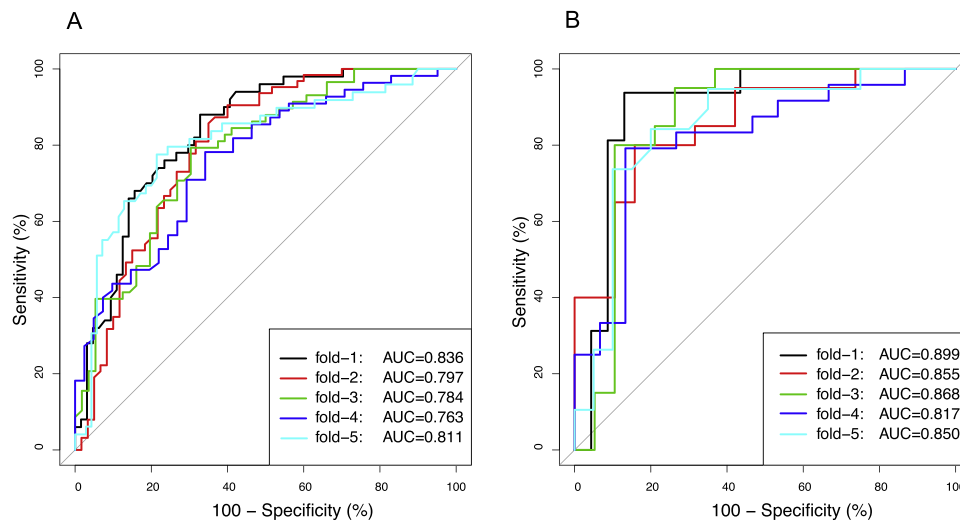 A
100
80
60
40
20
0
Sensitivity (%)
fold−1: AUC=0.836
fold−2: AUC=0.797
fold−3: AUC=0.784
fold−4: AUC=0.763
fold−5: AUC=0.811
0 20 40 60 80 100
100 − Specificity (%)
B
100
80
60
40
20
0
Sensitivity (%)
fold−1: AUC=0.899
fold−2: AUC=0.855
fold−3: AUC=0.868
fold−4: AUC=0.817
fold−5: AUC=0.850
0 20 40 60 80 100
100 − Specificity (%)